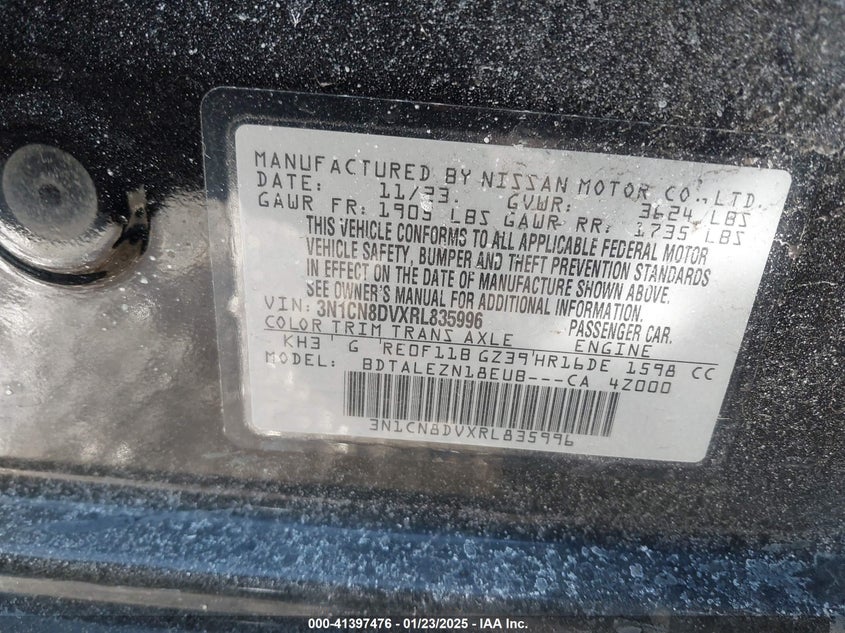 MANUFACTURED BY NISSAN MOTOR CO., LTD.
DATE: 11/23 GVWR: 3624 LBS
GAWR FR: 1905 LBS GAWR RR: 1735 LBS
THIS VEHICLE CONFORMS TO ALL APPLICABLE FEDERAL MOTOR
VEHICLE SAFETY, BUMPER AND THEFT PREVENTION STANDARDS
IN EFFECT ON THE DATE OF MANUFACTURE SHOWN ABOVE.
SEE OWNER'S MANUAL FOR ADDITIONAL INFORMATION.
VIN: 3N1CN8DVXRL835996 PASSENGER CAR.
COLOR TRIM TRANS AXLE ENGINE
KH3 G RE0F11B GZ39 HR16DE 1598 CC
MODEL: BDTALEZN18EUB---CA 4Z000
3N1CN8DVXRL835996
000-41397476 - 01/23/2025 - IAA Inc.